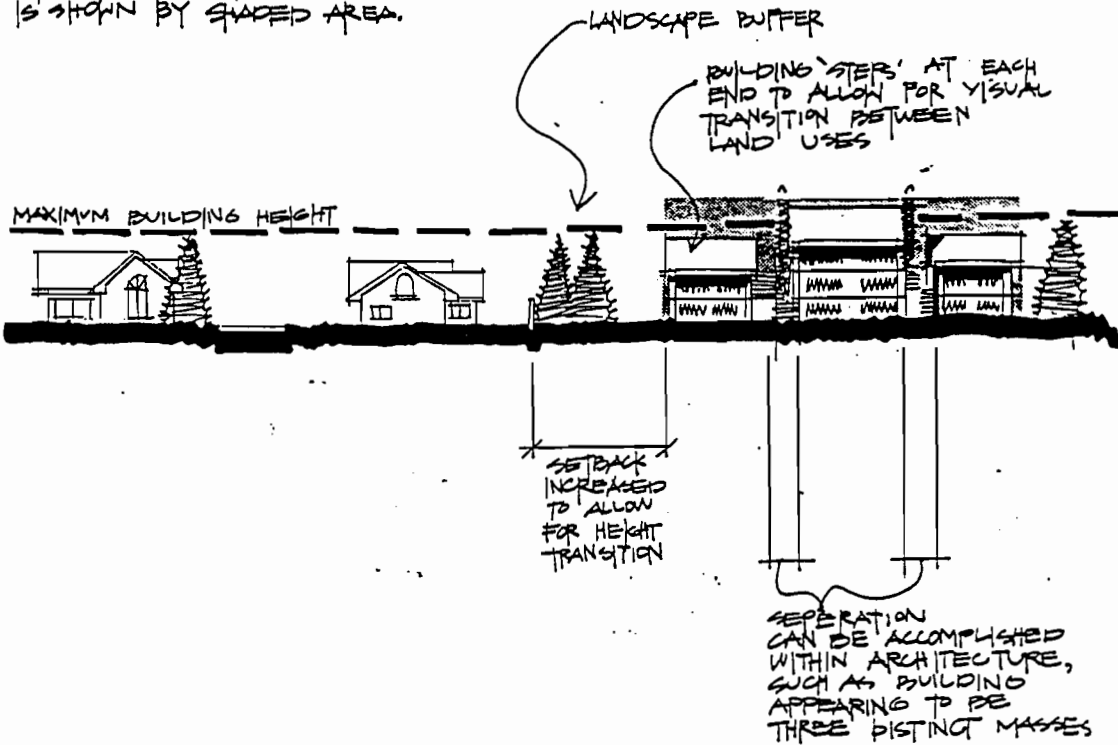 IS SHOWN BY SHADED AREA.
LANDSCAPE BUFFER
BUILDING 'STEPS' AT EACH
END TO ALLOW FOR VISUAL
TRANSITION BETWEEN
LAND USES
MAXIMUM BUILDING HEIGHT
SETBACK
INCREASED
TO ALLOW
FOR HEIGHT
TRANSITION
SEPERATION
CAN BE ACCOMPLISHED
WITHIN ARCHITECTURE,
SUCH AS BUILDING
APPEARING TO BE
THREE DISTINCT MASSES